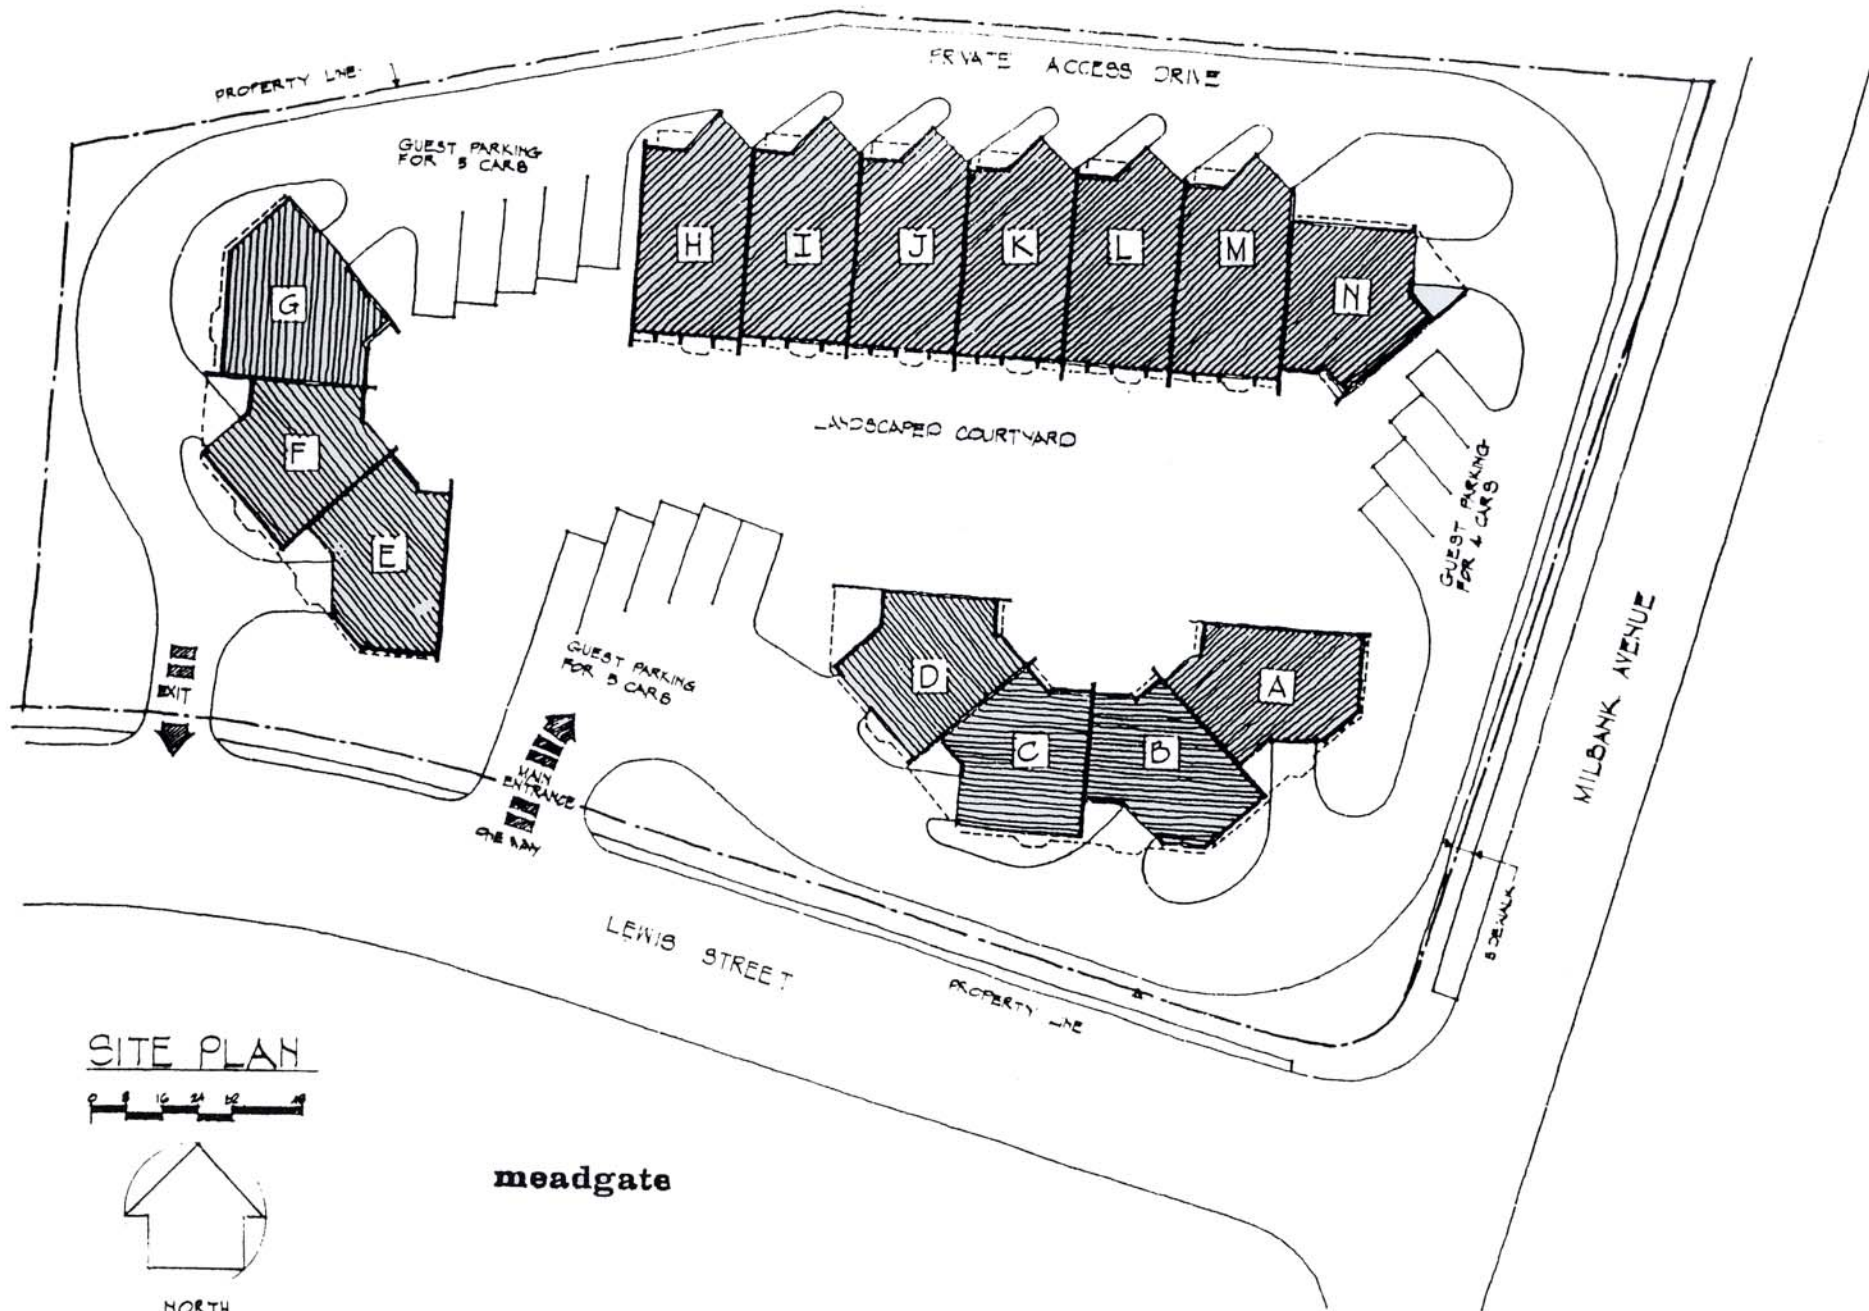 PRIVATE ACCESS DRIVE
PROPERTY LINE
GUEST PARKING
FOR 5 CARS
H
I
J
K
L
M
N
G
LANDSCAPED COURTYARD
F
E
GUEST PARKING
FOR 4 CARS
GUEST PARKING
FOR 5 CARS
D
A
C
B
EXIT
MAIN
ENTRANCE
ONE WAY
MILBANK AVENUE
SIDEWALK
LEWIS STREET
PROPERTY LINE
SITE PLAN
0 8 16 24 32 48
meadgate
NORTH